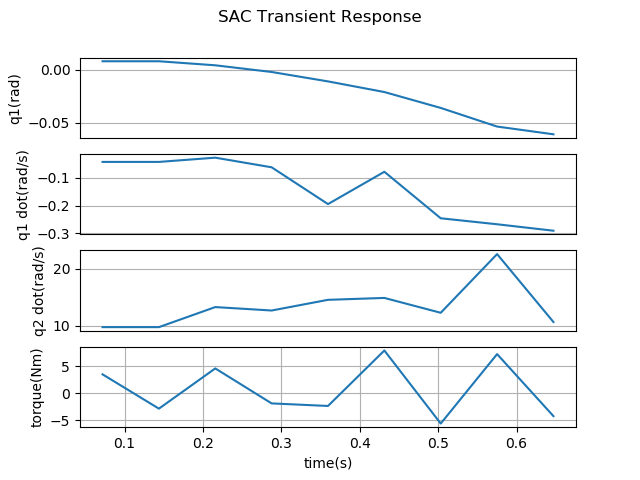 SAC Transient Response
q1(rad)
0.00
−0.05
q1 dot(rad/s)
−0.1
−0.2
−0.3
q2 dot(rad/s)
20
10
torque(Nm)
5
0
−5
0.1 0.2 0.3 0.4 0.5 0.6
time(s)